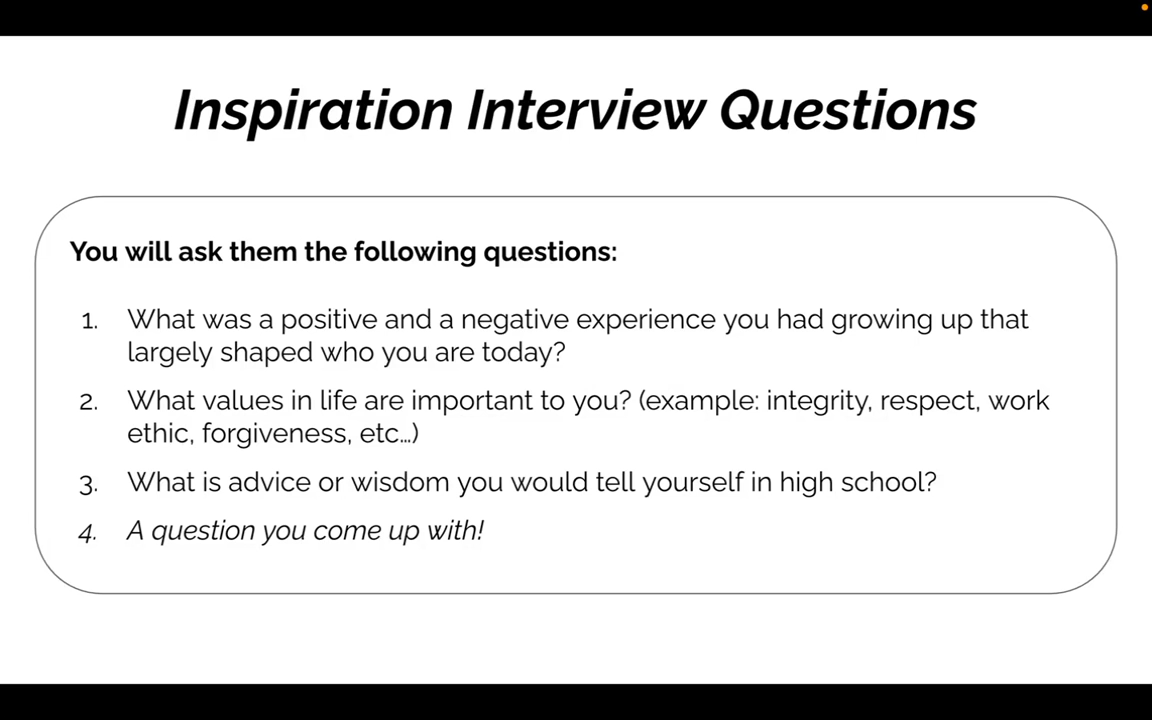 Inspiration Interview Questions
You will ask them the following questions:
1. What was a positive and a negative experience you had growing up that
largely shaped who you are today?
2. What values in life are important to you? (example: integrity, respect, work
ethic, forgiveness, etc…)
3. What is advice or wisdom you would tell yourself in high school?
4. A question you come up with!